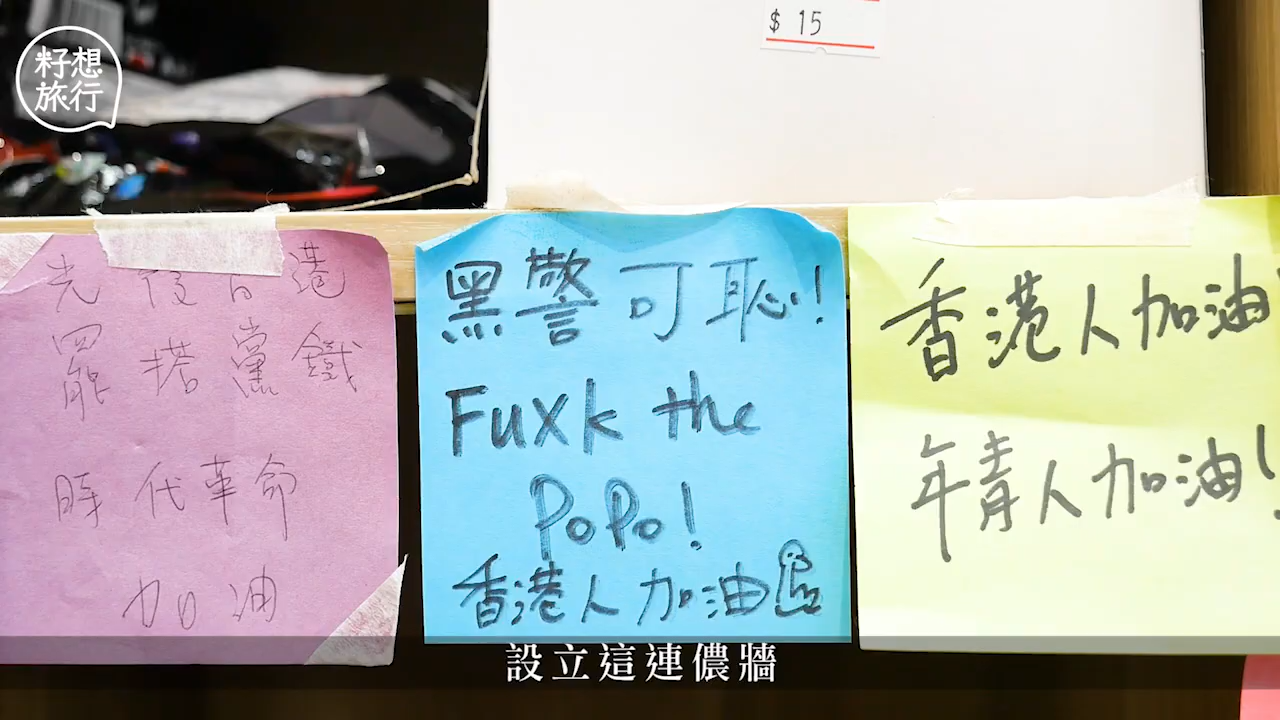 籽想
旅行
$ 15
光復香港
罷搭黨鐵
時代革命
加油
黑警可恥!
Fuxk the
PoPo!
香港人加油
香港人加油
年青人加油!
設立這連儂牆